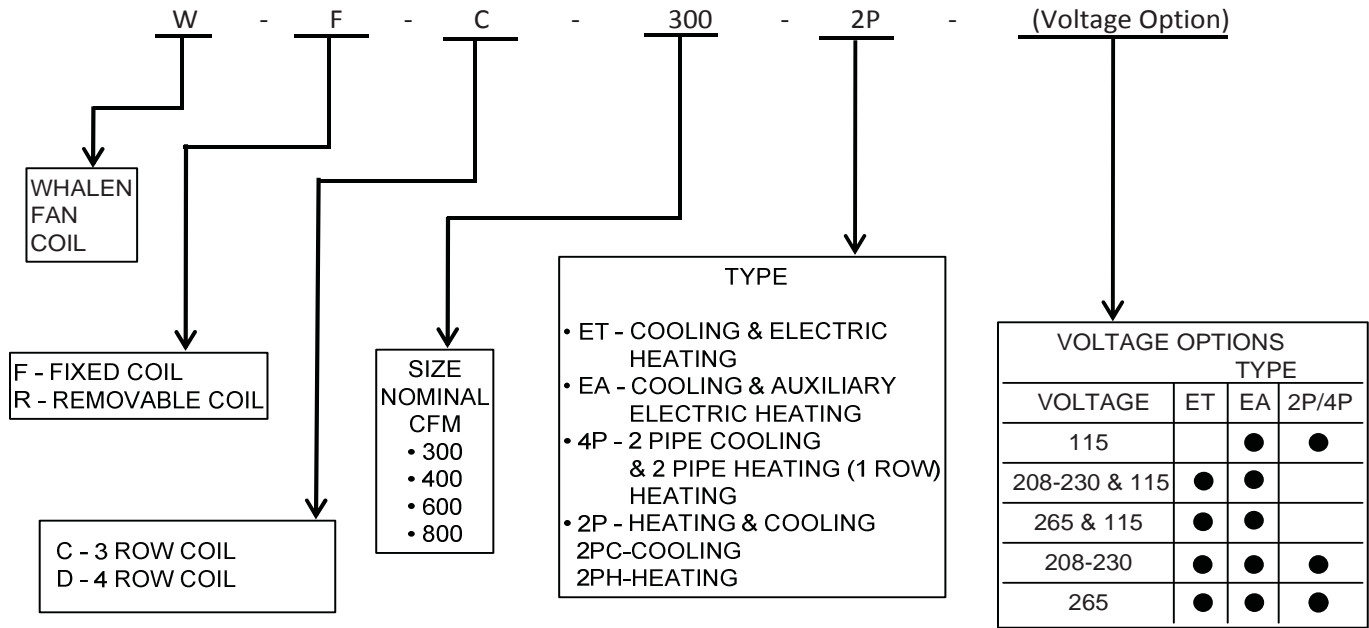 W - F - C - 300 - 2P - (Voltage Option)
WHALEN
FAN
COIL
F - FIXED COIL
R - REMOVABLE COIL
C - 3 ROW COIL
D - 4 ROW COIL
SIZE
NOMINAL
CFM
• 300
• 400
• 600
• 800
TYPE
• ET - COOLING & ELECTRIC
HEATING
• EA - COOLING & AUXILIARY
ELECTRIC HEATING
• 4P - 2 PIPE COOLING
& 2 PIPE HEATING (1 ROW)
HEATING
• 2P - HEATING & COOLING
2PC-COOLING
2PH-HEATING
VOLTAGE OPTIONS
TYPE
VOLTAGE ET EA 2P/4P
115 ● ●
208-230 & 115 ● ●
265 & 115 ● ●
208-230 ● ● ●
265 ● ● ●